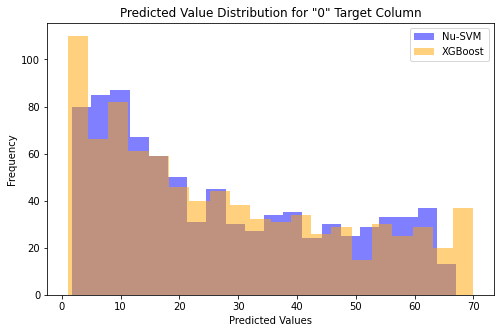 Predicted Value Distribution for "0" Target Column
Nu-SVM
XGBoost
Frequency
100
80
60
40
20
0
0 10 20 30 40 50 60 70
Predicted Values